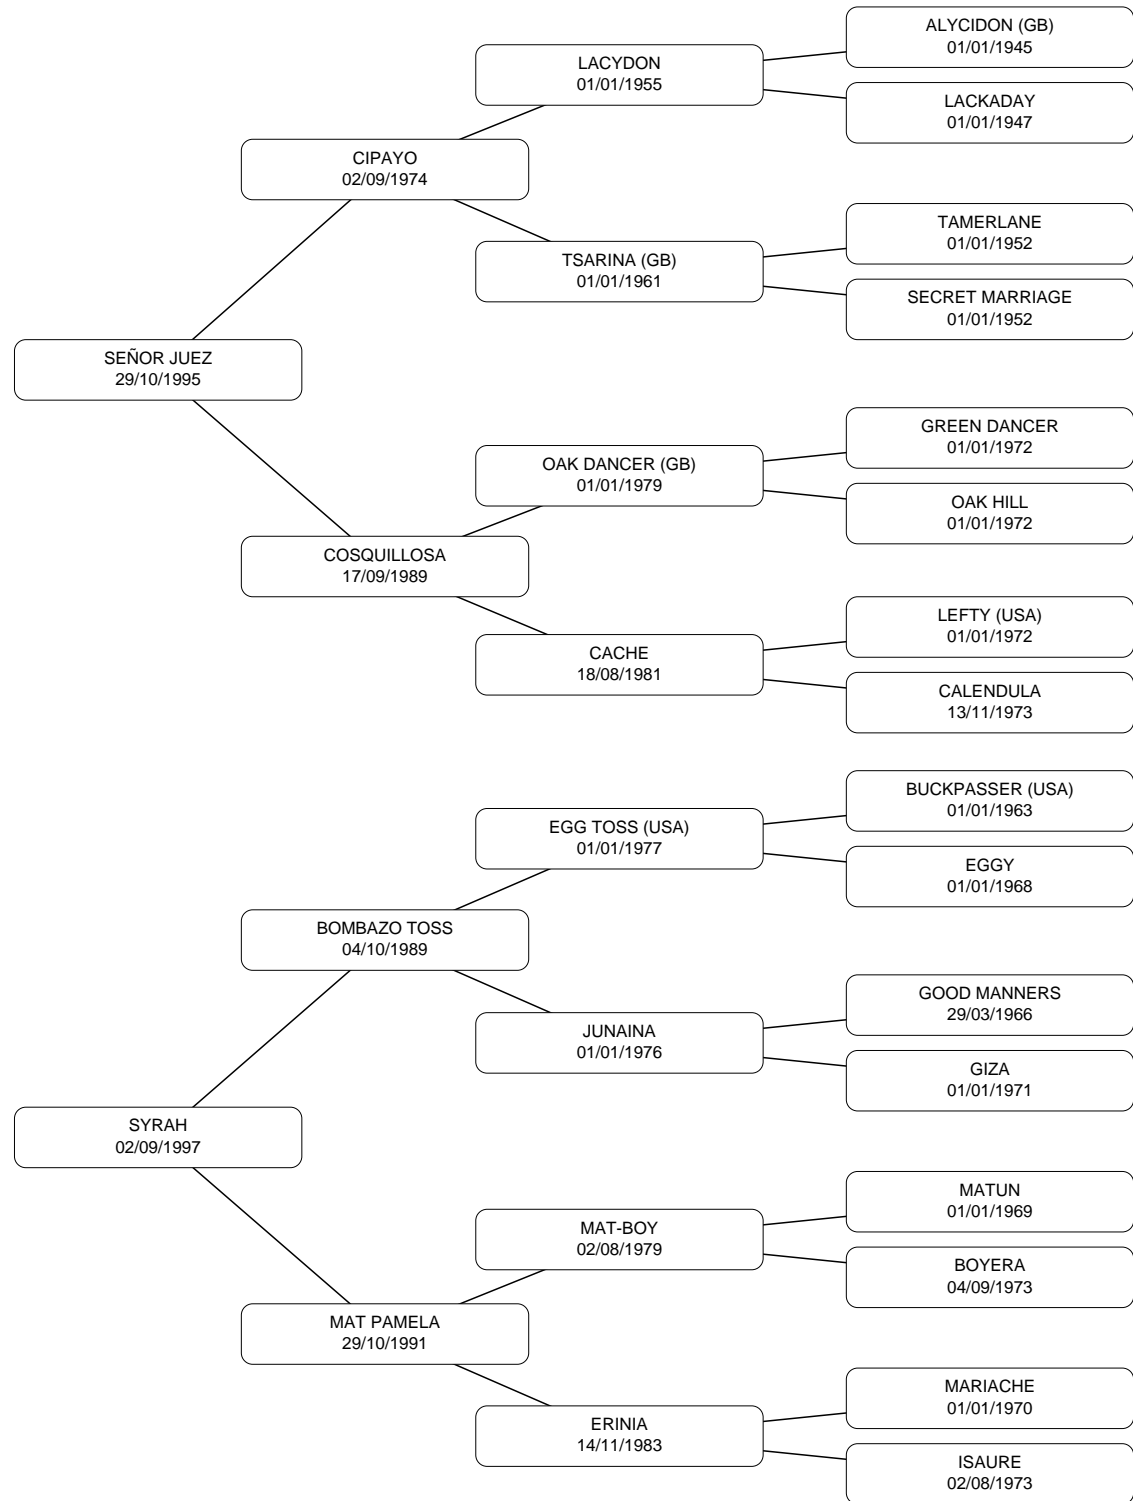 ALYCIDON (GB)
01/01/1945
LACYDON
01/01/1955
LACKADAY
01/01/1947
CIPAYO
02/09/1974
TAMERLANE
01/01/1952
TSARINA (GB)
01/01/1961
SECRET MARRIAGE
01/01/1952
SEÑOR JUEZ
29/10/1995
GREEN DANCER
01/01/1972
OAK DANCER (GB)
01/01/1979
OAK HILL
01/01/1972
COSQUILLOSA
17/09/1989
LEFTY (USA)
01/01/1972
CACHE
18/08/1981
CALENDULA
13/11/1973
BUCKPASSER (USA)
01/01/1963
EGG TOSS (USA)
01/01/1977
EGGY
01/01/1968
BOMBAZO TOSS
04/10/1989
GOOD MANNERS
29/03/1966
JUNAINA
01/01/1976
GIZA
01/01/1971
SYRAH
02/09/1997
MATUN
01/01/1969
MAT-BOY
02/08/1979
BOYERA
04/09/1973
MAT PAMELA
29/10/1991
MARIACHE
01/01/1970
ERINIA
14/11/1983
ISAURE
02/08/1973